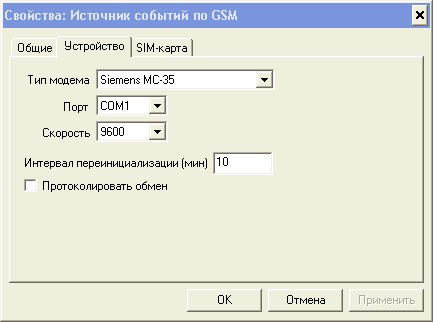 Свойства: Источник событий по GSM
Общие Устройство SIM-карта
Тип модема Siemens MC-35
Порт COM1
Скорость 9600
Интервал переинициализации (мин) 10
Протоколировать обмен
OK Отмена Применить